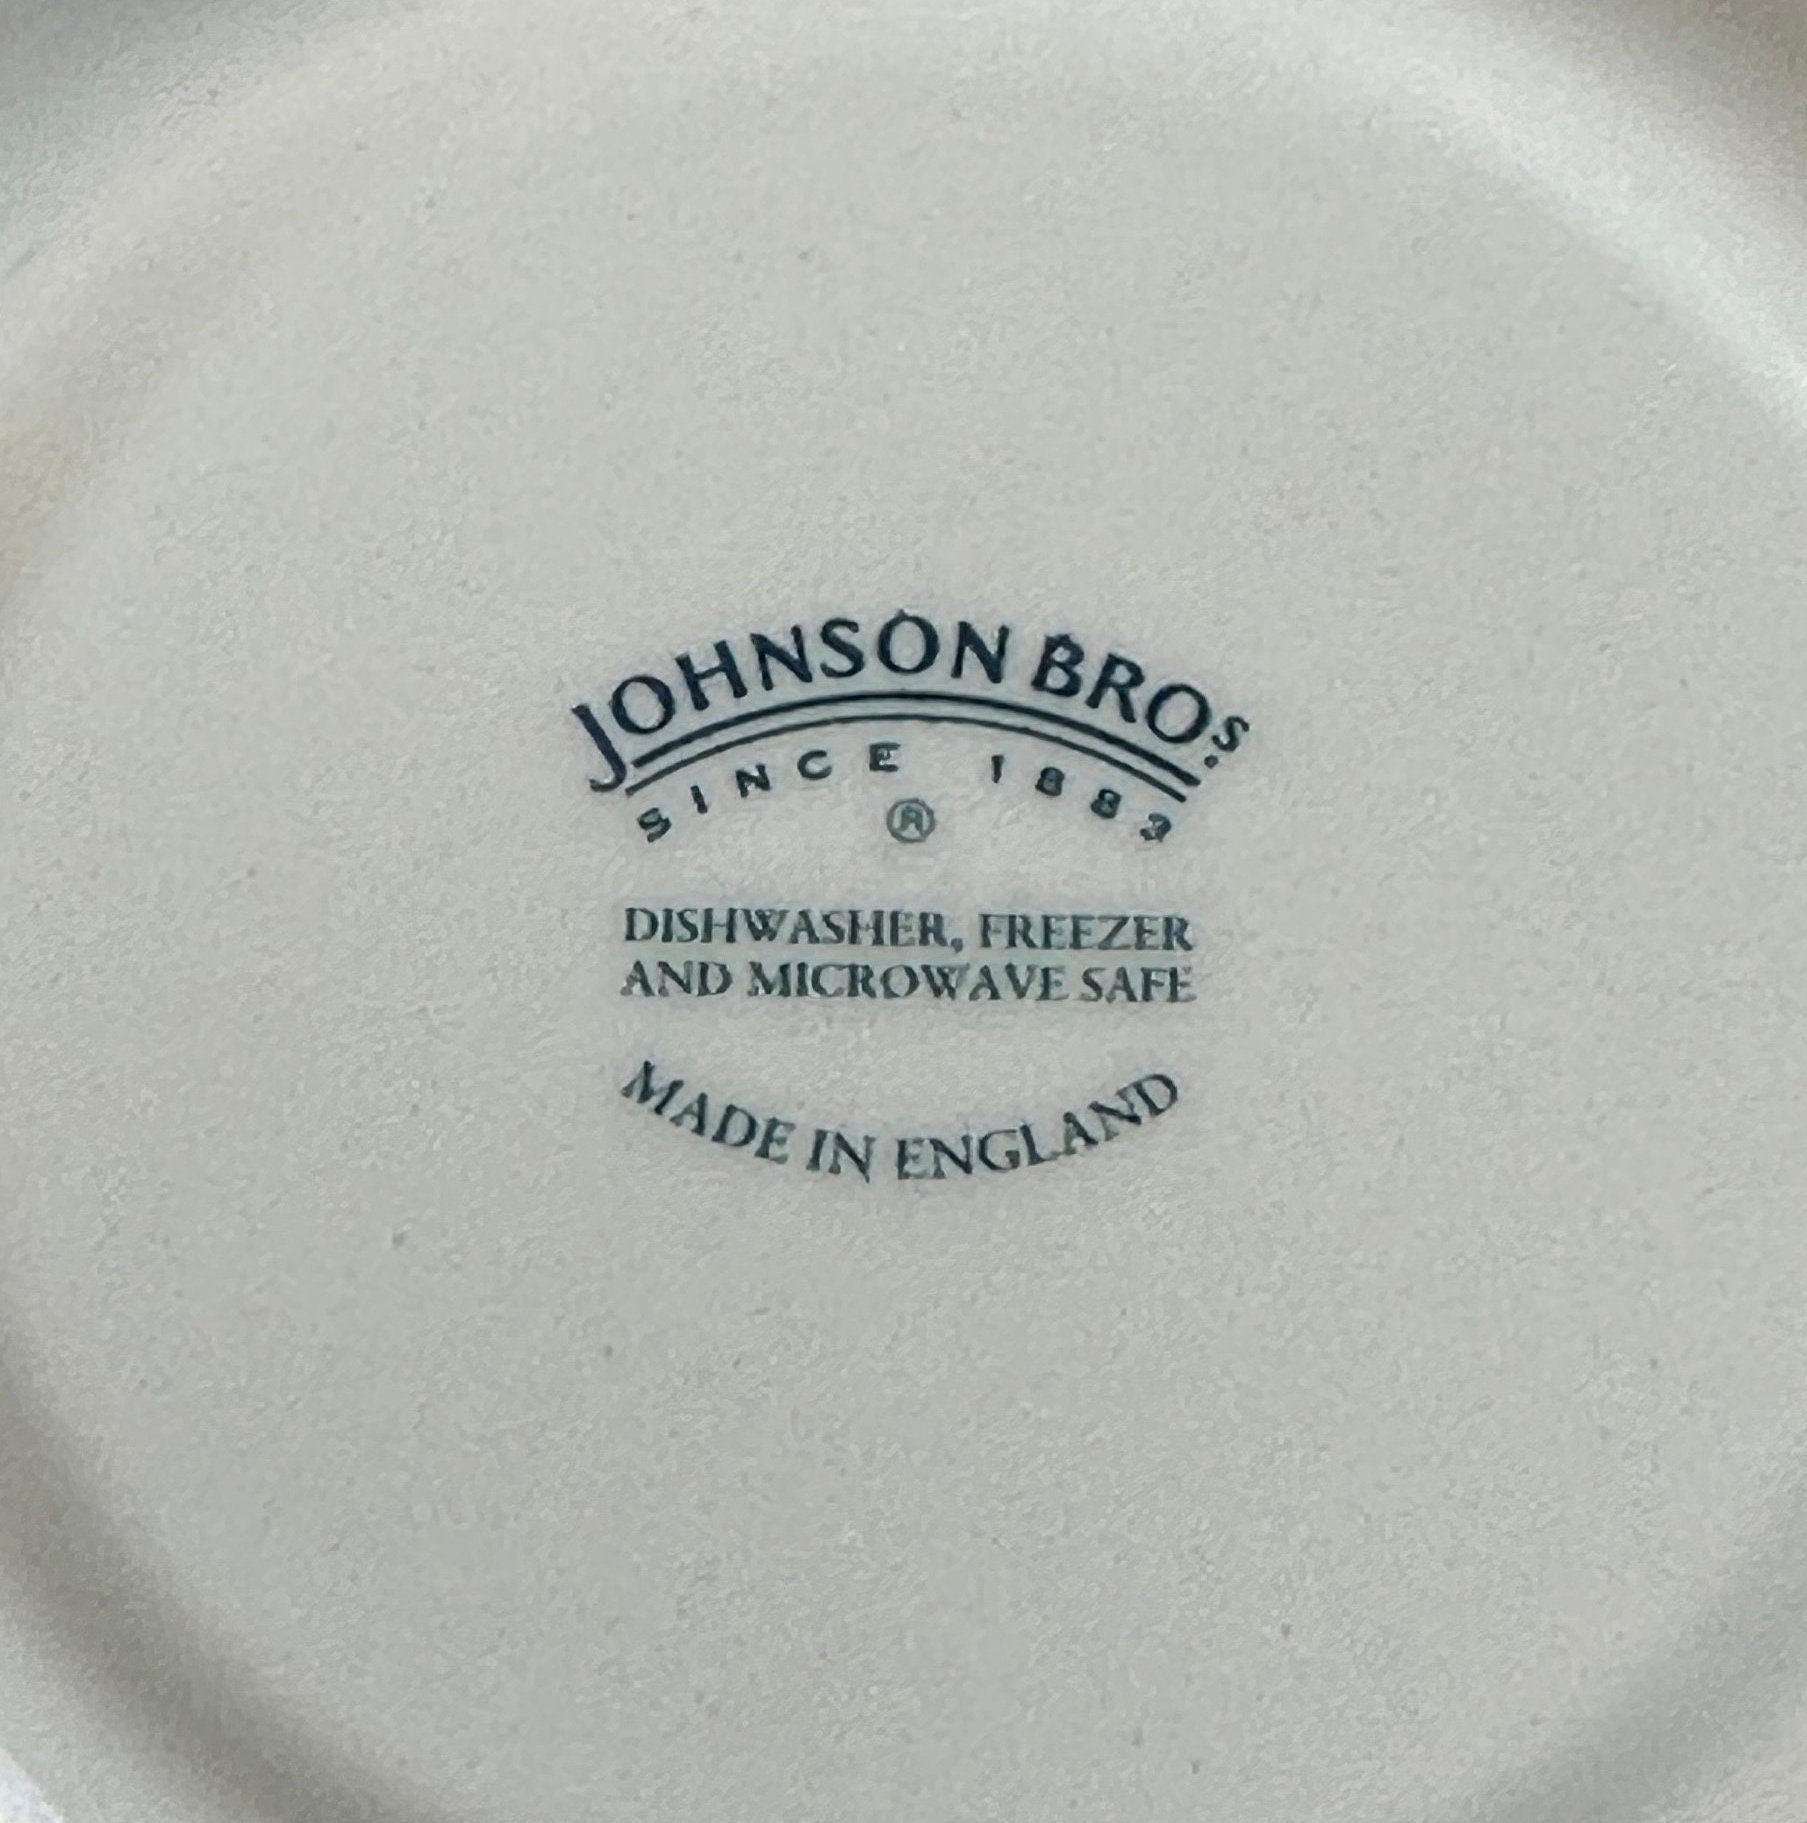 JOHNSON BROS.
SINCE 1883
®
DISHWASHER, FREEZER
AND MICROWAVE SAFE
MADE IN ENGLAND